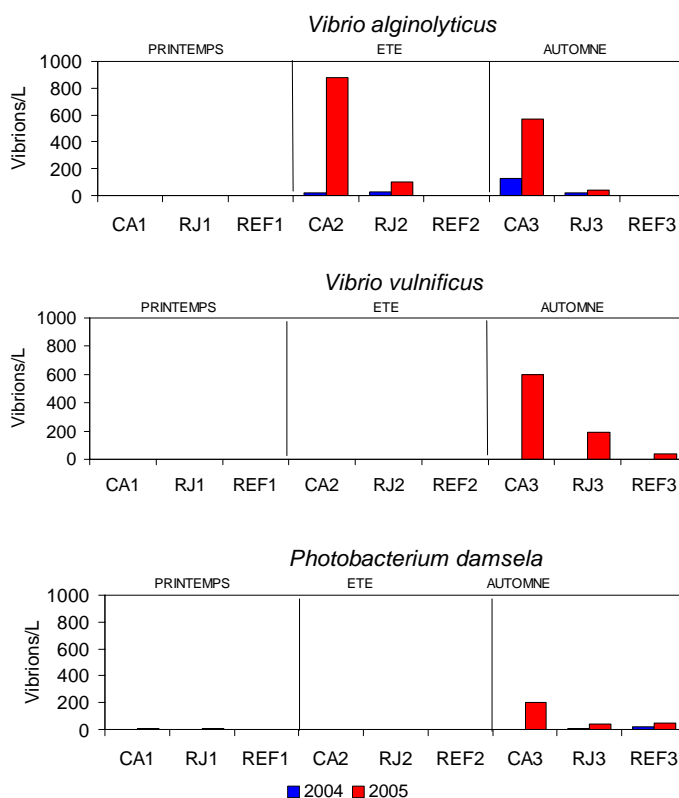 Vibrio alginolyticus
PRINTEMPS ETE AUTOMNE
Vibrions/L
1000
800
600
400
200
0
CA1 RJ1 REF1 CA2 RJ2 REF2 CA3 RJ3 REF3
Vibrio vulnificus
PRINTEMPS ETE AUTOMNE
Vibrions/L
1000
800
600
400
200
0
CA1 RJ1 REF1 CA2 RJ2 REF2 CA3 RJ3 REF3
Photobacterium damsela
PRINTEMPS ETE AUTOMNE
Vibrions/L
1000
800
600
400
200
0
CA1 RJ1 REF1 CA2 RJ2 REF2 CA3 RJ3 REF3
2004 2005